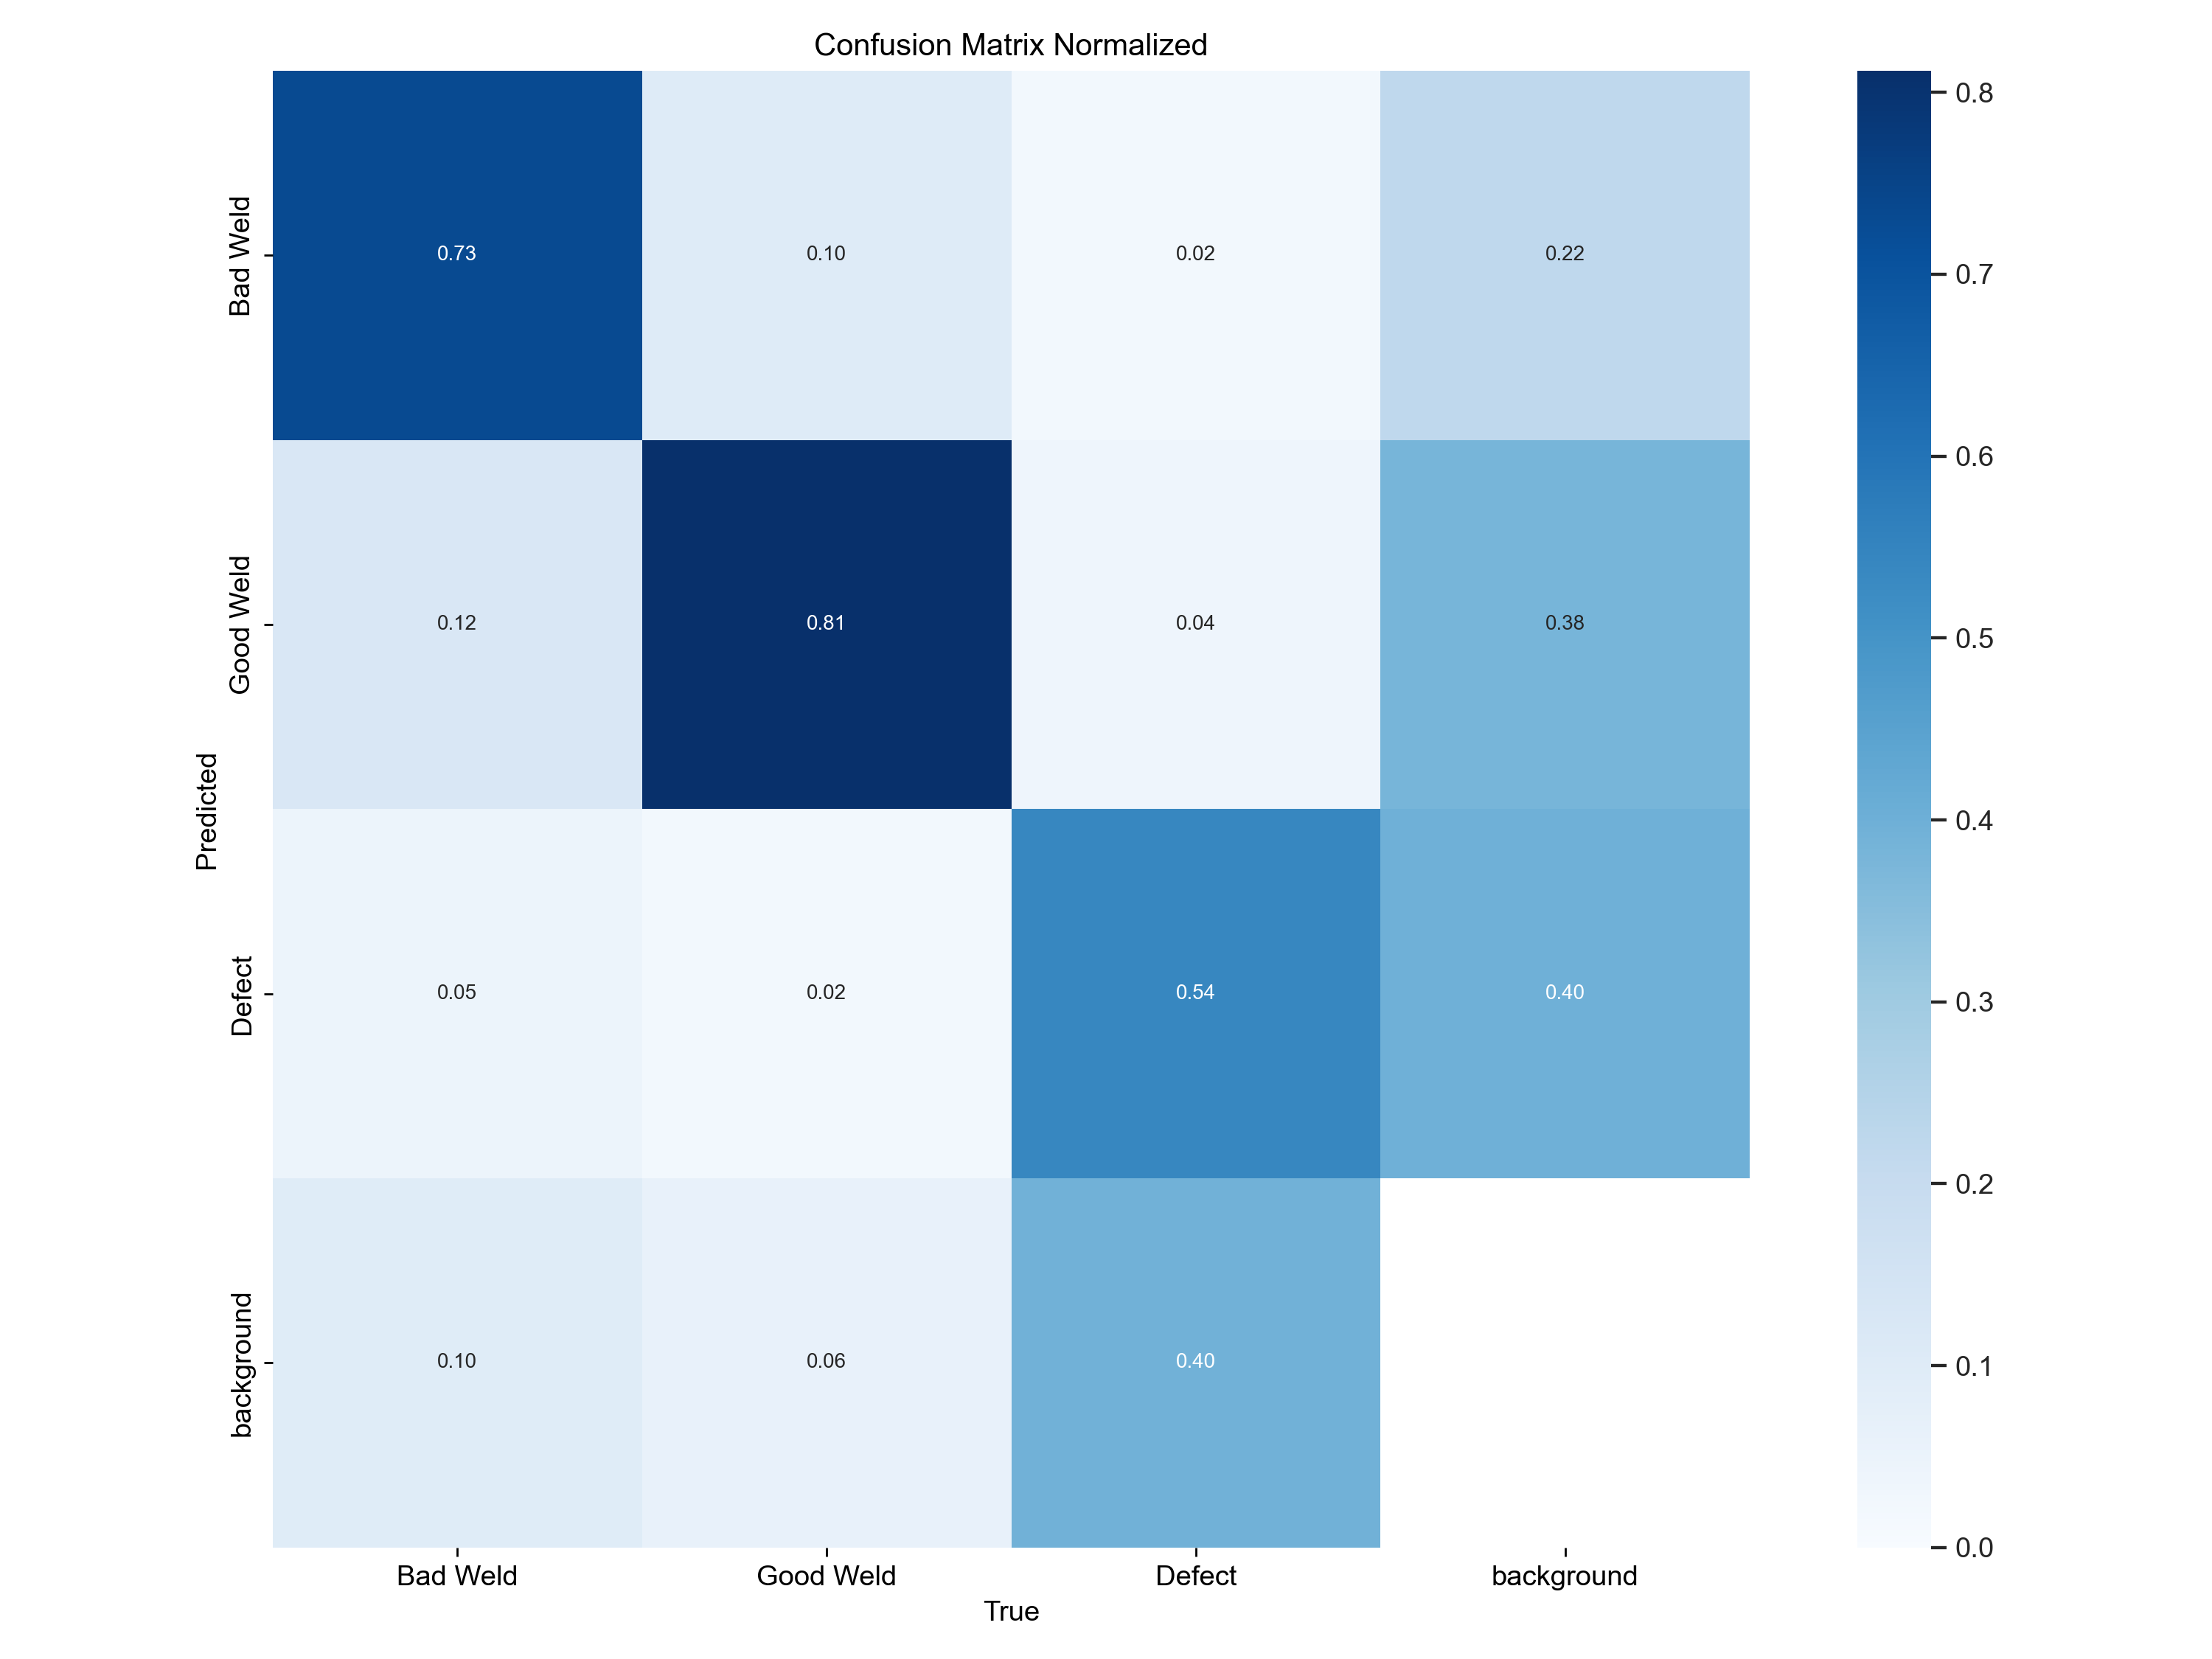 Confusion Matrix Normalized
Bad Weld
0.73
0.10
0.02
0.22
Good Weld
0.12
0.81
0.04
0.38
Predicted
Defect
0.05
0.02
0.54
0.40
background
0.10
0.06
0.40
Bad Weld
Good Weld
Defect
background
True
0.8
0.7
0.6
0.5
0.4
0.3
0.2
0.1
0.0